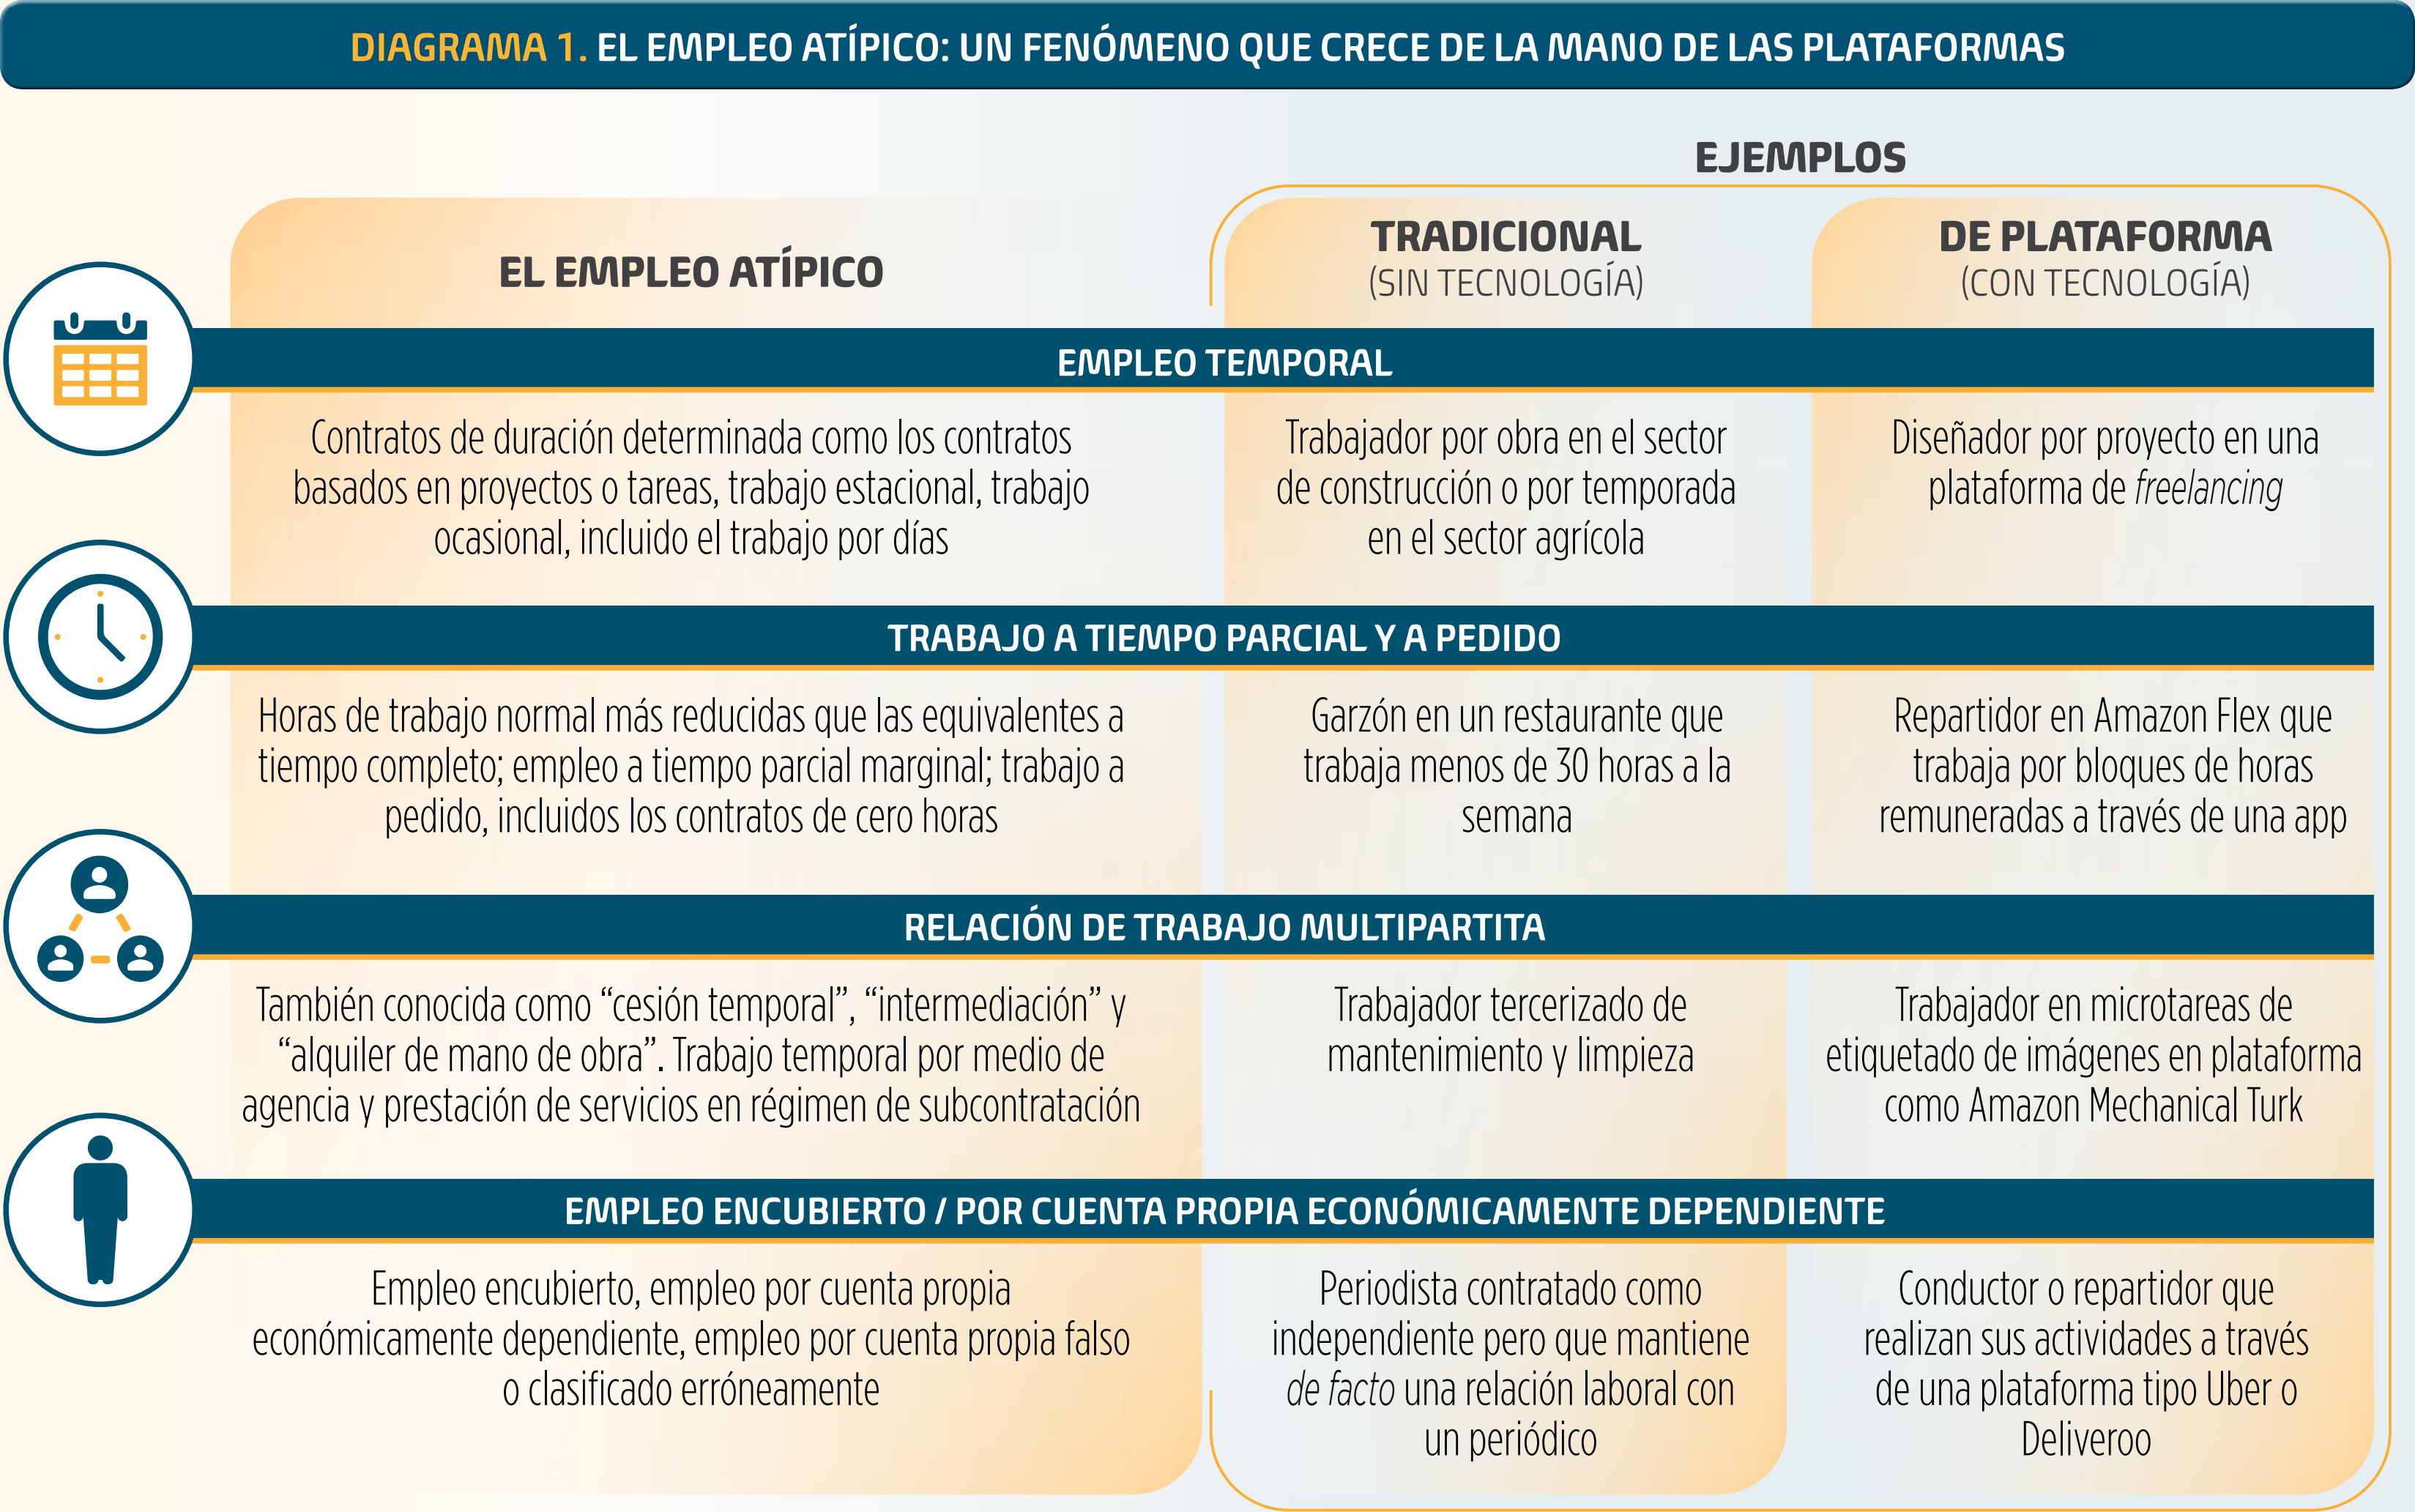 DIAGRAMA 1. EL EMPLEO ATÍPICO: UN FENÓMENO QUE CRECE DE LA MANO DE LAS PLATAFORMAS
EJEMPLOS
EL EMPLEO ATÍPICO
TRADICIONAL
(SIN TECNOLOGÍA)
DE PLATAFORMA
(CON TECNOLOGÍA)
EMPLEO TEMPORAL
Contratos de duración determinada como los contratos
basados en proyectos o tareas, trabajo estacional, trabajo
ocasional, incluido el trabajo por días
Trabajador por obra en el sector
de construcción o por temporada
en el sector agrícola
Diseñador por proyecto en una
plataforma de freelancing
TRABAJO A TIEMPO PARCIAL Y A PEDIDO
Horas de trabajo normal más reducidas que las equivalentes a
tiempo completo; empleo a tiempo parcial marginal; trabajo a
pedido, incluidos los contratos de cero horas
Garzón en un restaurante que
trabaja menos de 30 horas a la
semana
Repartidor en Amazon Flex que
trabaja por bloques de horas
remuneradas a través de una app
RELACIÓN DE TRABAJO MULTIPARTITA
También conocida como “cesión temporal”, “intermediación” y
“alquiler de mano de obra”. Trabajo temporal por medio de
agencia y prestación de servicios en régimen de subcontratación
Trabajador tercerizado de
mantenimiento y limpieza
Trabajador en microtareas de
etiquetado de imágenes en plataforma
como Amazon Mechanical Turk
EMPLEO ENCUBIERTO / POR CUENTA PROPIA ECONÓMICAMENTE DEPENDIENTE
Empleo encubierto, empleo por cuenta propia
económicamente dependiente, empleo por cuenta propia falso
o clasificado erróneamente
Periodista contratado como
independiente pero que mantiene
de facto una relación laboral con
un periódico
Conductor o repartidor que
realizan sus actividades a través
de una plataforma tipo Uber o
Deliveroo